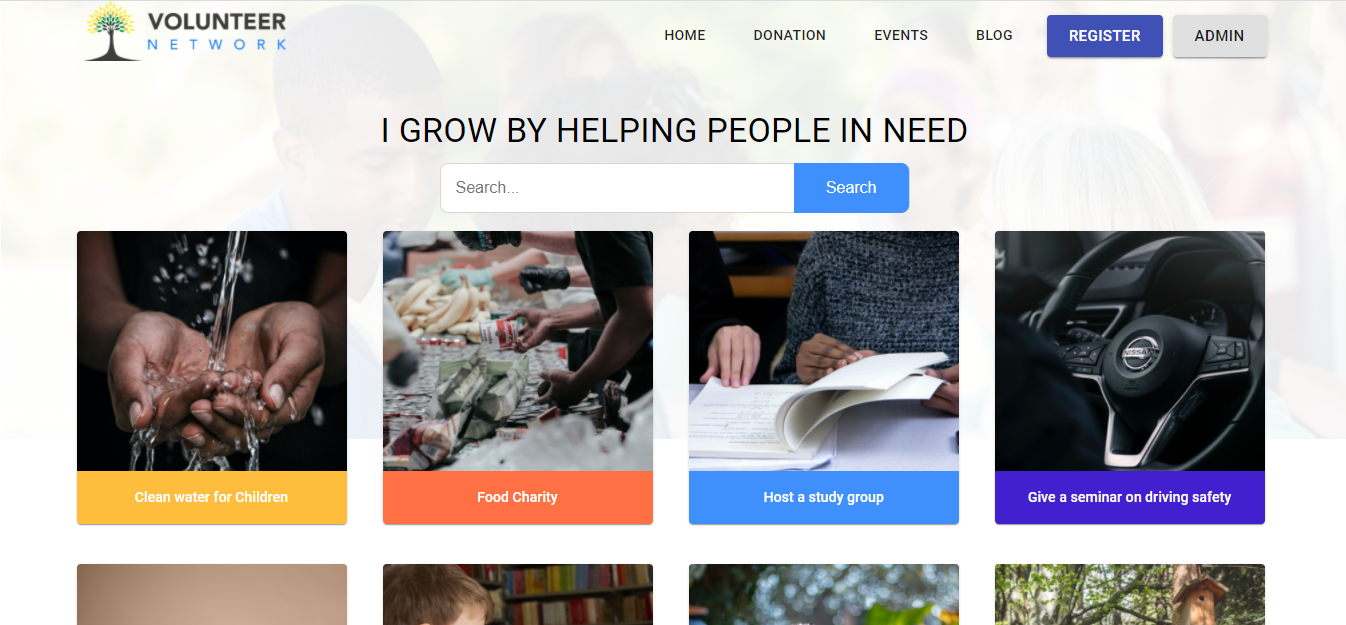 VOLUNTEER
NETWORK
HOME
DONATION
EVENTS
BLOG
REGISTER
ADMIN
I GROW BY HELPING PEOPLE IN NEED
Search...
Search
NISSAN
Clean water for Children
Food Charity
Host a study group
Give a seminar on driving safety